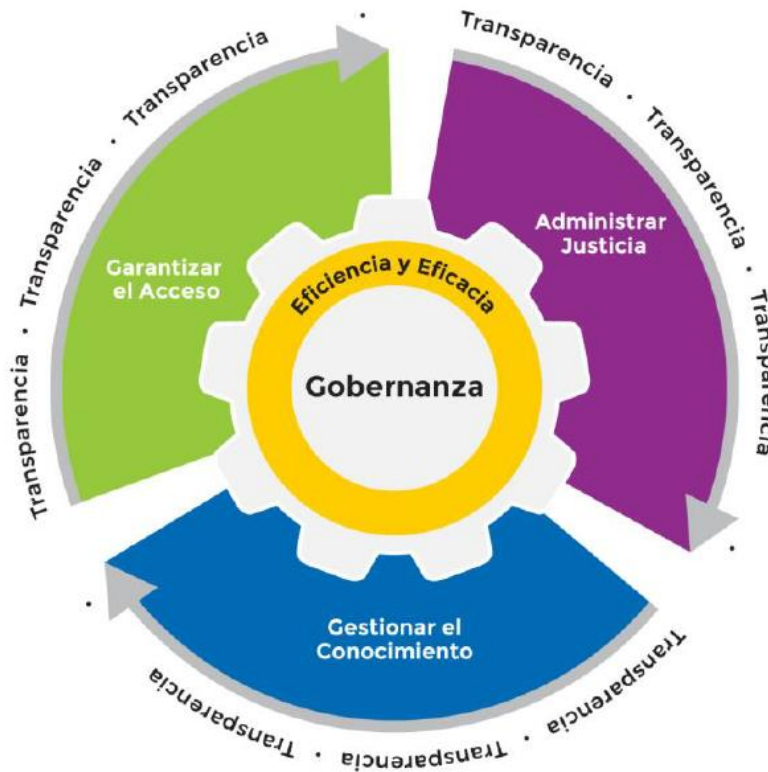 Transparencia · Transparencia · Transparencia ·
Transparencia · Transparencia · Transparencia ·
Garantizar
el Acceso
Administrar
Justicia
Eficiencia y Eficacia
Gobernanza
Gestionar el
Conocimiento
Transparencia · Transparencia · Transparencia ·